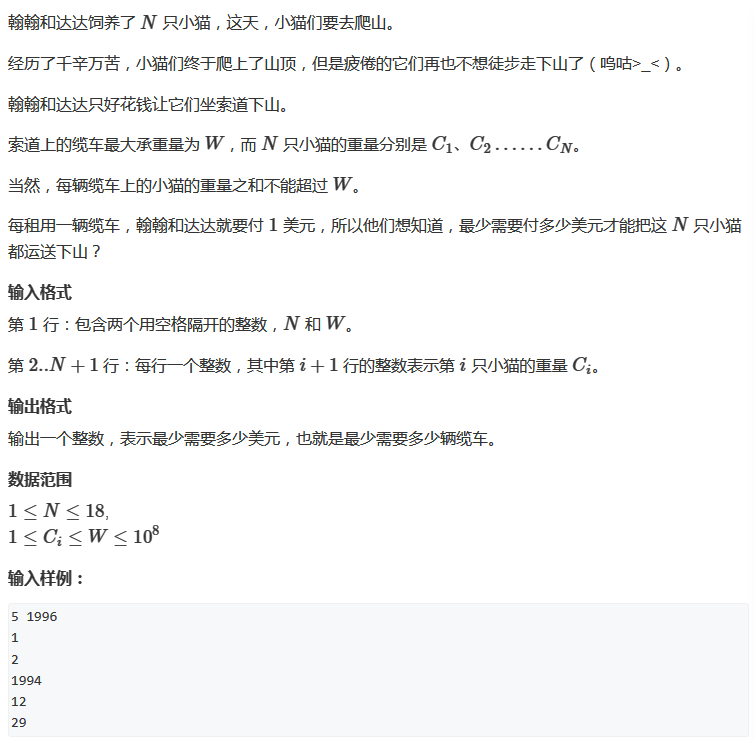 翰翰和达达饲养了 N 只小猫，这天，小猫们要去爬山。
经历了千辛万苦，小猫们终于爬上了山顶，但是疲倦的它们再也不想徒步走下山了（呜咕>_<）。
翰翰和达达只好花钱让它们坐索道下山。
索道上的缆车最大承重量为 W，而 N 只小猫的重量分别是 C₁、C₂……C_N。
当然，每辆缆车上的小猫的重量之和不能超过 W。
每租用一辆缆车，翰翰和达达就要付 1 美元，所以他们想知道，最少需要付多少美元才能把这 N 只小猫
都运送下山？
输入格式
第 1 行：包含两个用空格隔开的整数，N 和 W。
第 2..N + 1 行：每行一个整数，其中第 i + 1 行的整数表示第 i 只小猫的重量 Cᵢ。
输出格式
输出一个整数，表示最少需要多少美元，也就是最少需要多少辆缆车。
数据范围
1 ≤ N ≤ 18,
1 ≤ Cᵢ ≤ W ≤ 10⁸
输入样例：
5 1996
1
2
1994
12
29